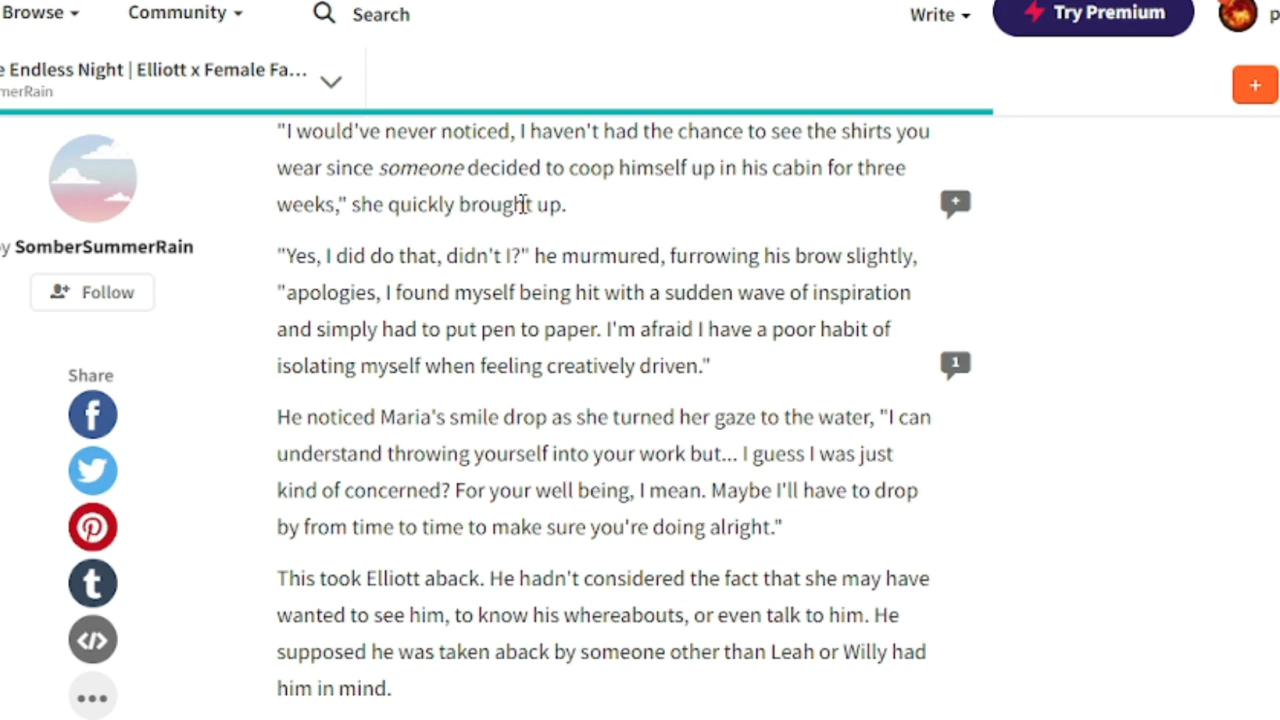 Browse
Community
Search
Write
Try Premium
p
e Endless Night | Elliott x Female Fa...
merRain
+
"I would've never noticed, I haven't had the chance to see the shirts you
wear since someone decided to coop himself up in his cabin for three
weeks," she quickly brought up.
+
y SomberSummerRain
Follow
"Yes, I did do that, didn't I?" he murmured, furrowing his brow slightly,
"apologies, I found myself being hit with a sudden wave of inspiration
and simply had to put pen to paper. I'm afraid I have a poor habit of
isolating myself when feeling creatively driven."
1
Share
He noticed Maria's smile drop as she turned her gaze to the water, "I can
understand throwing yourself into your work but... I guess I was just
kind of concerned? For your well being, I mean. Maybe I'll have to drop
by from time to time to make sure you're doing alright."
This took Elliott aback. He hadn't considered the fact that she may have
wanted to see him, to know his whereabouts, or even talk to him. He
supposed he was taken aback by someone other than Leah or Willy had
him in mind.